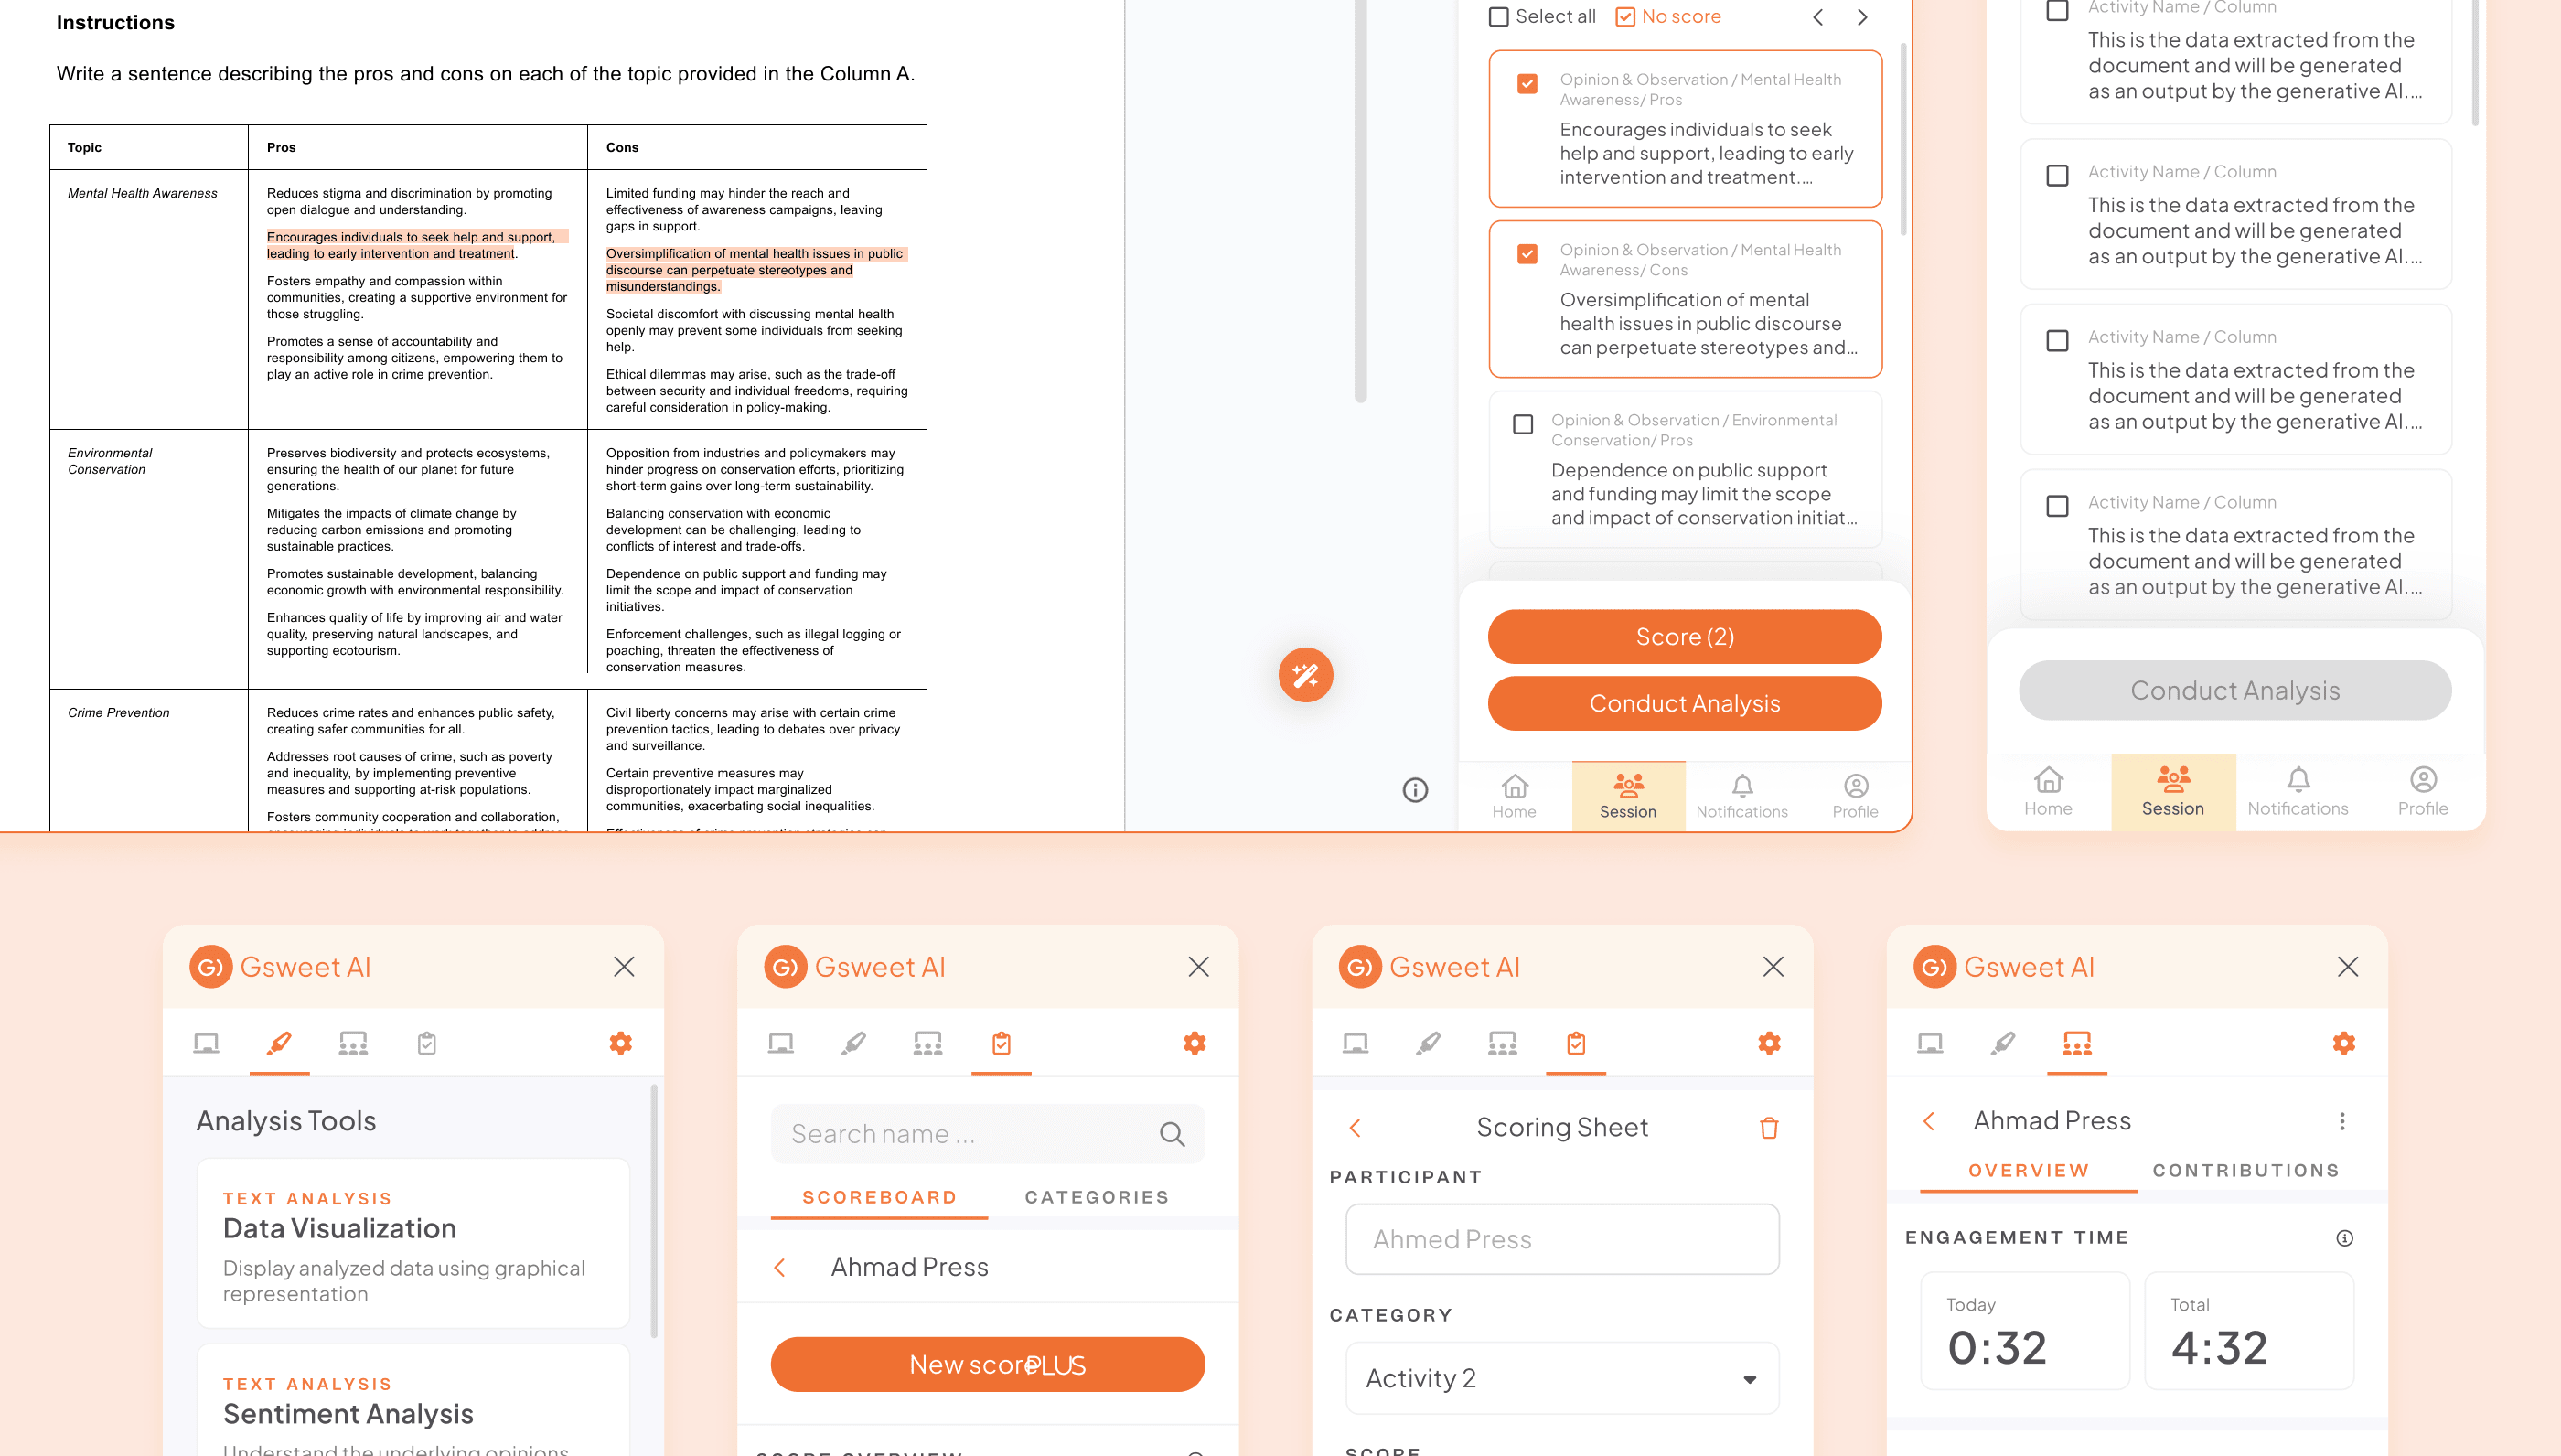 Instructions
Write a sentence describing the pros and cons on each of the topic provided in the Column A.
Topic
Pros
Cons
Mental Health Awareness
Reduces stigma and discrimination by promoting
open dialogue and understanding.
Encourages individuals to seek help and support,
leading to early intervention and treatment.
Fosters empathy and compassion within
communities, creating a supportive environment for
those struggling.
Promotes a sense of accountability and
responsibility among citizens, empowering them to
play an active role in crime prevention.
Limited funding may hinder the reach and
effectiveness of awareness campaigns, leaving
gaps in support.
Oversimplification of mental health issues in public
discourse can perpetuate stereotypes and
misunderstandings.
Societal discomfort with discussing mental health
openly may prevent some individuals from seeking
help.
Ethical dilemmas may arise, such as the trade-off
between security and individual freedoms, requiring
careful consideration in policy-making.
Environmental
Conservation
Preserves biodiversity and protects ecosystems,
ensuring the health of our planet for future
generations.
Mitigates the impacts of climate change by
reducing carbon emissions and promoting
sustainable practices.
Promotes sustainable development, balancing
economic growth with environmental responsibility.
Enhances quality of life by improving air and water
quality, preserving natural landscapes, and
supporting ecotourism.
Opposition from industries and policymakers may
hinder progress on conservation efforts, prioritizing
short-term gains over long-term sustainability.
Balancing conservation with economic
development can be challenging, leading to
conflicts of interest and trade-offs.
Dependence on public support and funding may
limit the scope and impact of conservation
initiatives.
Enforcement challenges, such as illegal logging or
poaching, threaten the effectiveness of
conservation measures.
Crime Prevention
Reduces crime rates and enhances public safety,
creating safer communities for all.
Addresses root causes of crime, such as poverty
and inequality, by implementing preventive
measures and supporting at-risk populations.
Fosters community cooperation and collaboration,
Civil liberty concerns may arise with certain crime
prevention tactics, leading to debates over privacy
and surveillance.
Certain preventive measures may
disproportionately impact marginalized
communities, exacerbating social inequalities.
Select all
No score
Opinion & Observation / Mental Health
Awareness/ Pros
Encourages individuals to seek
help and support, leading to early
intervention and treatment....
Opinion & Observation / Mental Health
Awareness/ Cons
Oversimplification of mental
health issues in public discourse
can perpetuate stereotypes and...
Opinion & Observation / Environmental
Conservation/ Pros
Dependence on public support
and funding may limit the scope
and impact of conservation initiat...
Score (2)
Conduct Analysis
Home
Session
Notifications
Profile
Activity Name / Column
This is the data extracted from the
document and will be generated
as an output by the generative AI....
Activity Name / Column
This is the data extracted from the
document and will be generated
as an output by the generative AI....
Activity Name / Column
This is the data extracted from the
document and will be generated
as an output by the generative AI....
Activity Name / Column
This is the data extracted from the
document and will be generated
as an output by the generative AI....
Conduct Analysis
Home
Session
Notifications
Profile
Gsweet AI
Analysis Tools
TEXT ANALYSIS
Data Visualization
Display analyzed data using graphical
representation
TEXT ANALYSIS
Sentiment Analysis
Understand the underlying opinions
Gsweet AI
Search name ...
SCOREBOARD
CATEGORIES
Ahmad Press
New score PLUS
SCORE OVERVIEW
Gsweet AI
Scoring Sheet
PARTICIPANT
Ahmed Press
CATEGORY
Activity 2
SCORE
Gsweet AI
Ahmad Press
OVERVIEW
CONTRIBUTIONS
ENGAGEMENT TIME
Today
0:32
Total
4:32